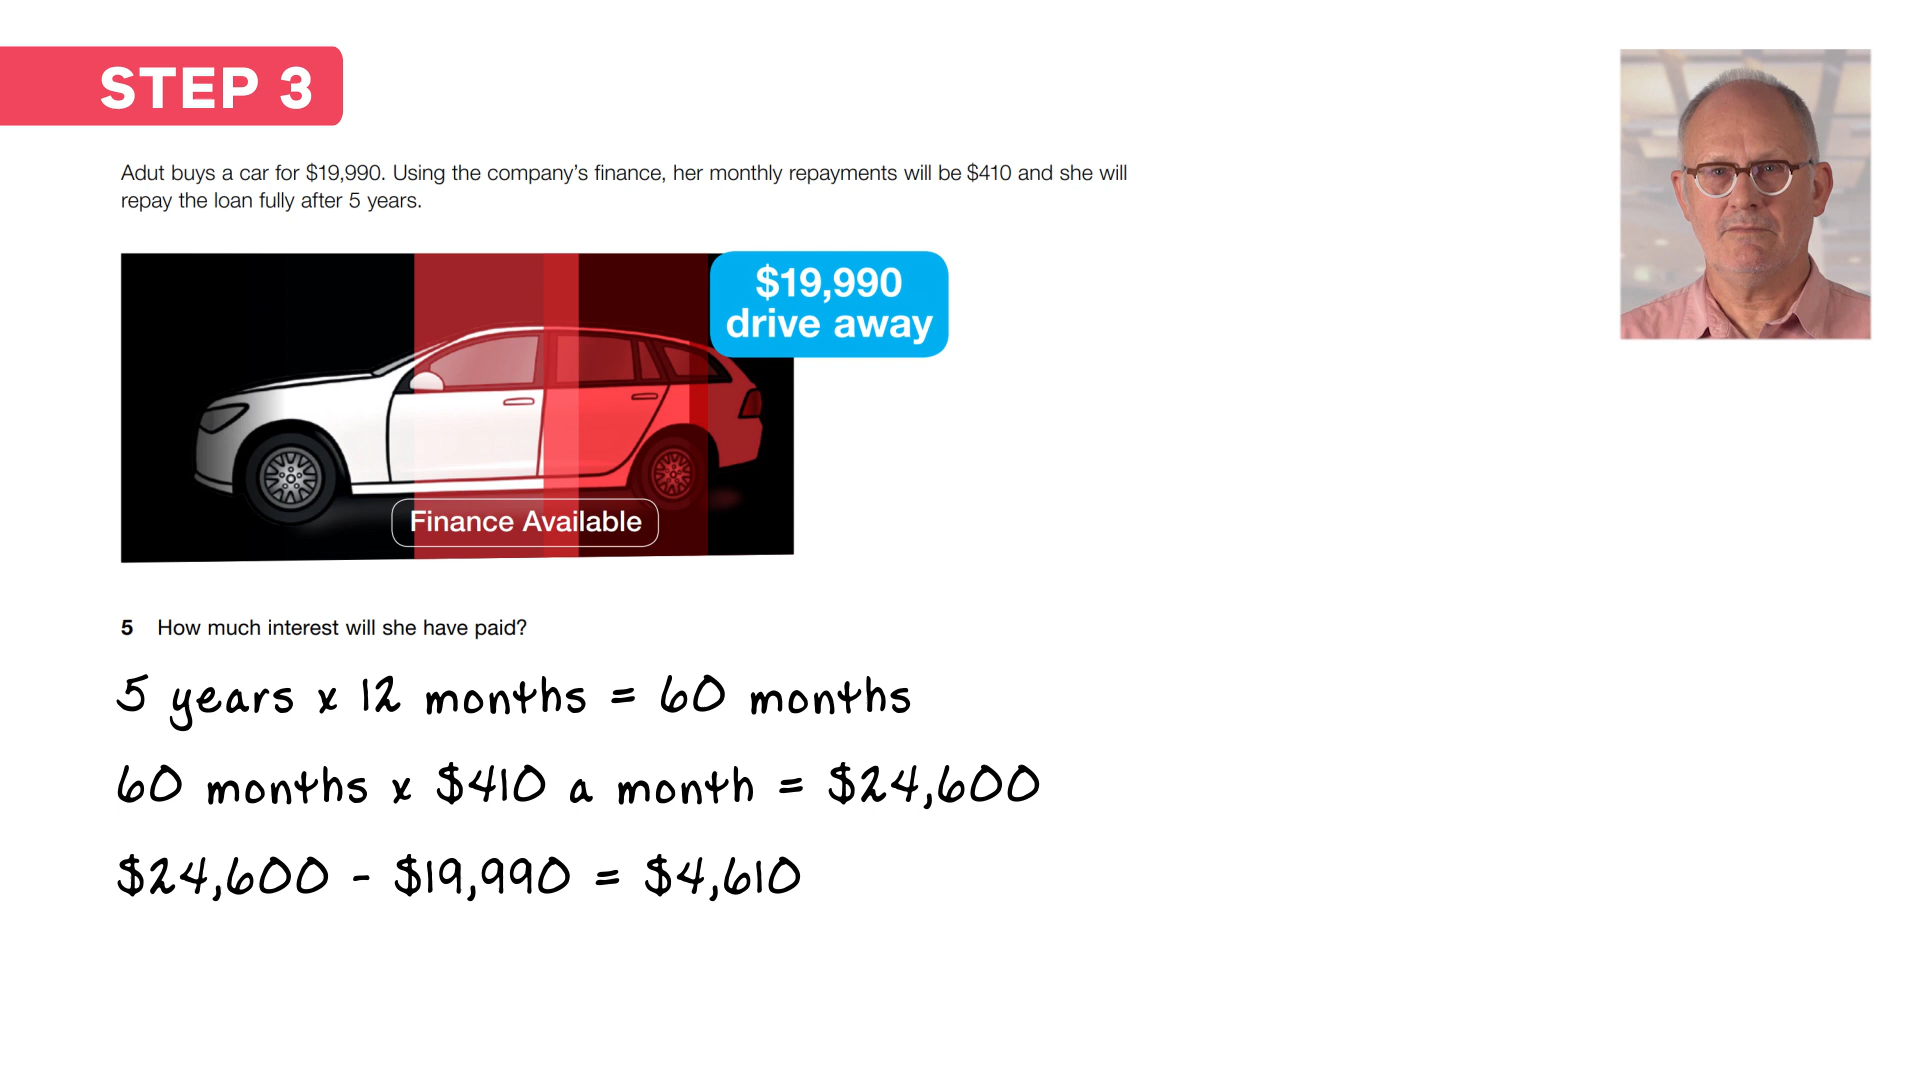 STEP 3
Adut buys a car for $19,990. Using the company's finance, her monthly repayments will be $410 and she will
repay the loan fully after 5 years.
$19,990
drive away
Finance Available
5 How much interest will she have paid?
5 years x 12 months = 60 months
60 months x $410 a month = $24,600
$24,600 - $19,990 = $4,610